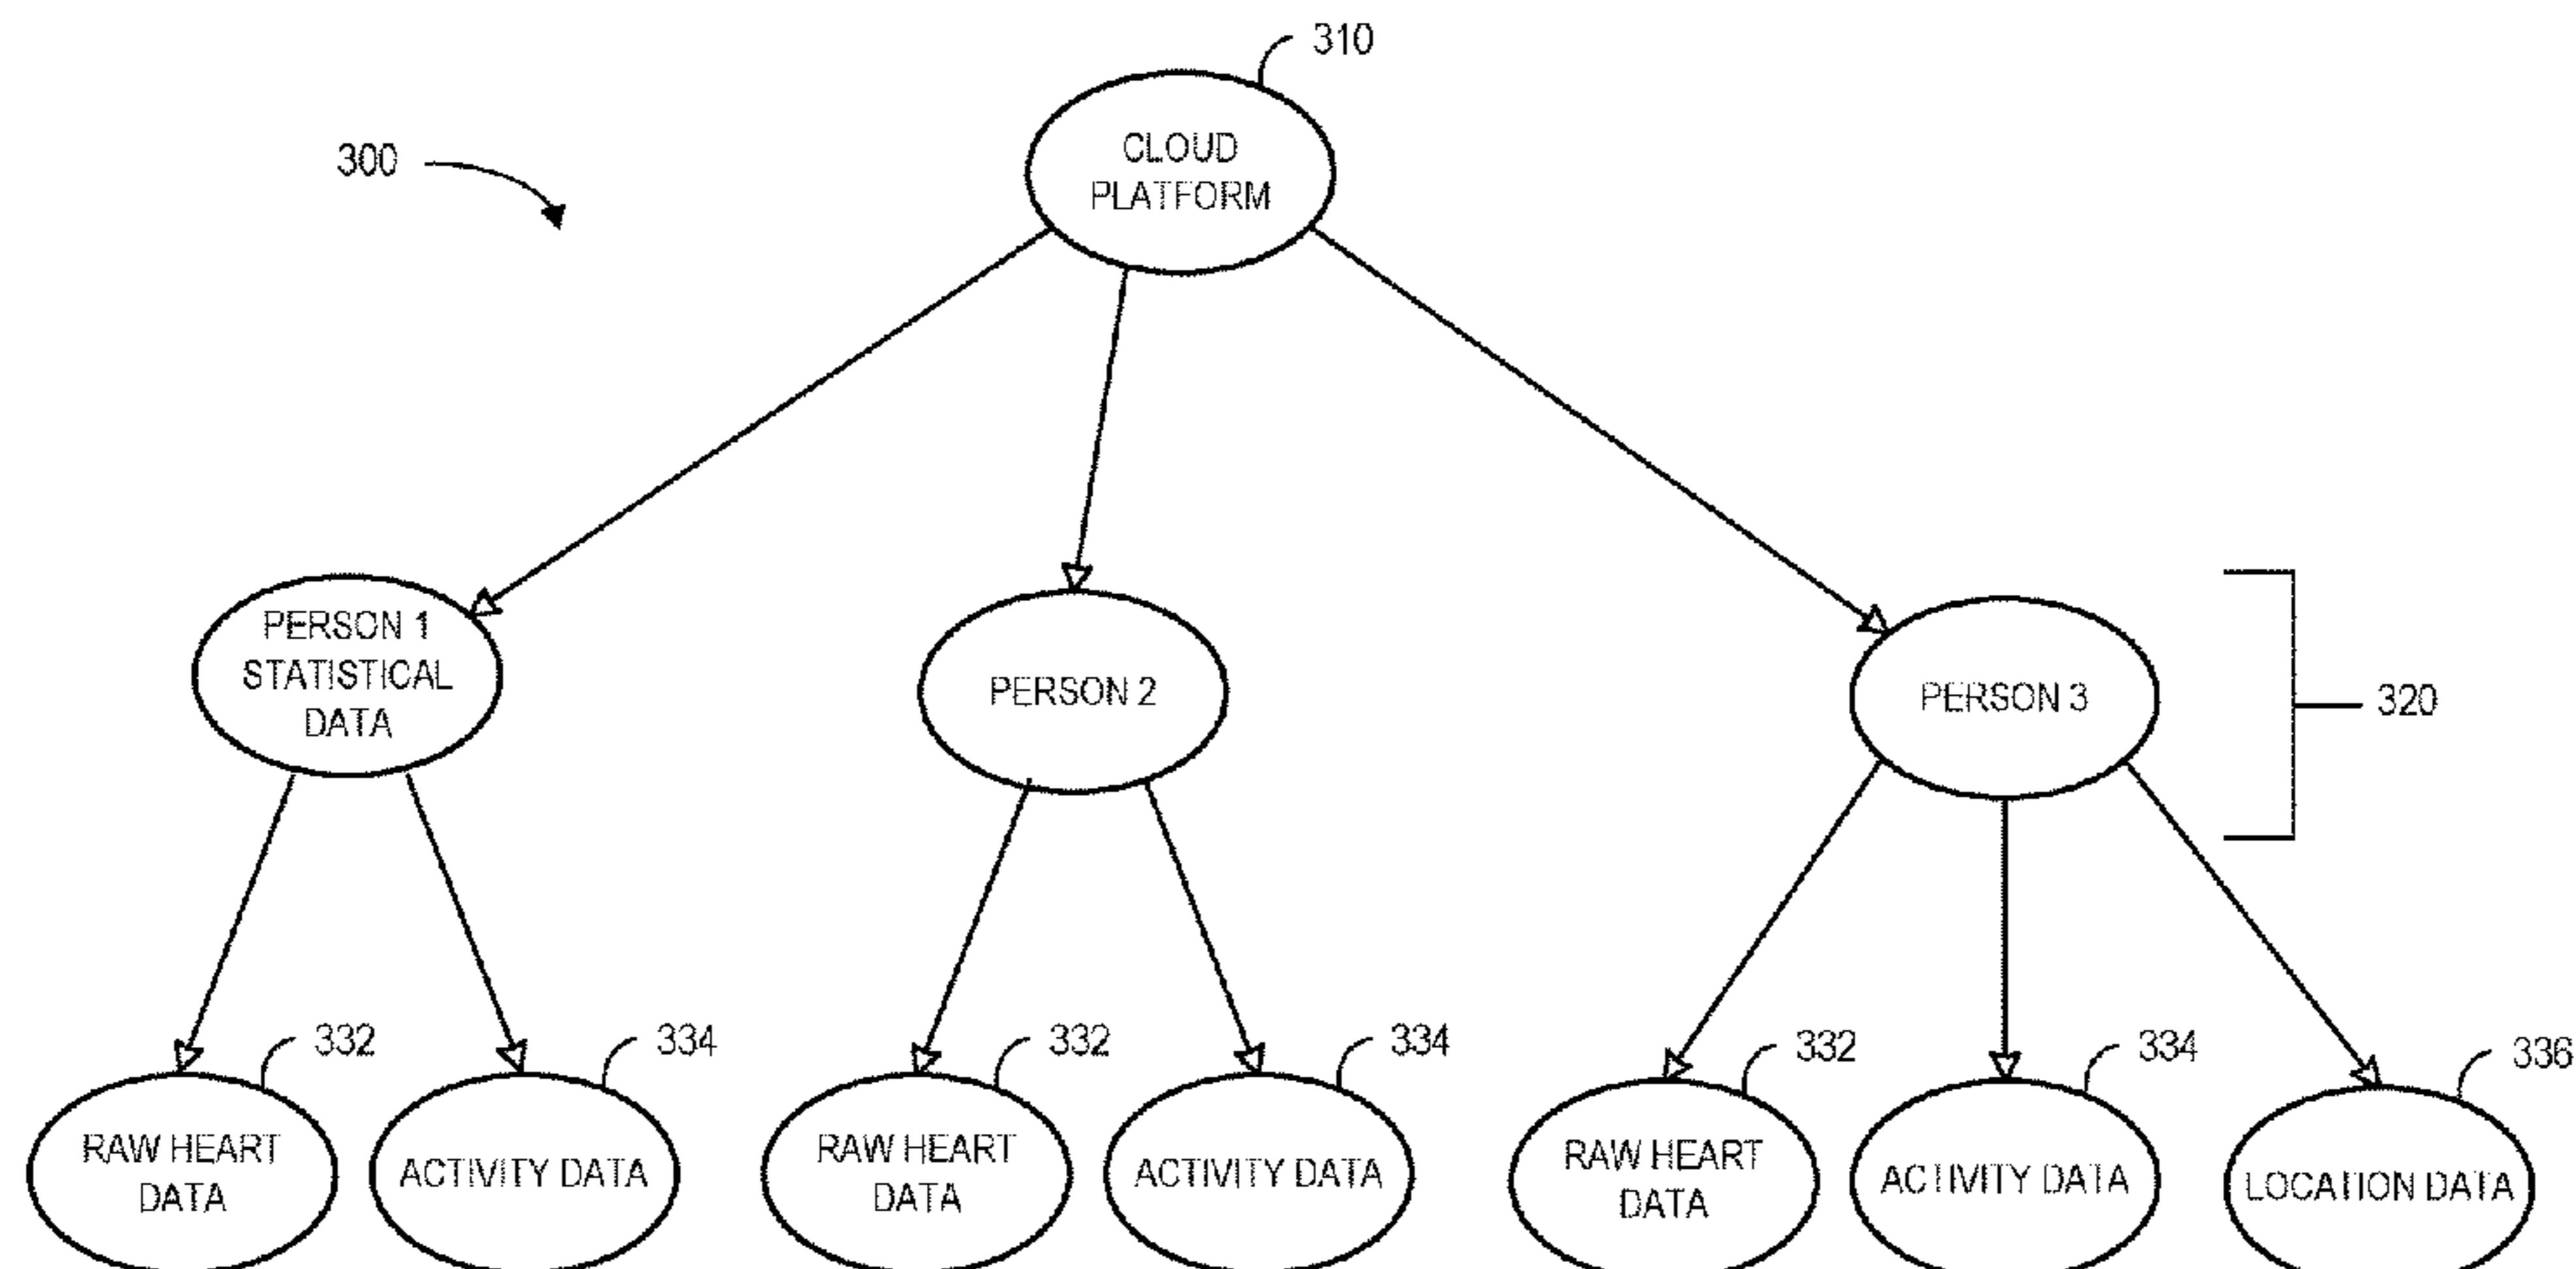 310
300
CLOUD
PLATFORM
PERSON 1
STATISTICAL
DATA
PERSON 2
PERSON 3
320
332
334
332
334
332
334
336
RAW HEART
DATA
ACTIVITY DATA
RAW HEART
DATA
ACTIVITY DATA
RAW HEART
DATA
ACTIVITY DATA
LOCATION DATA